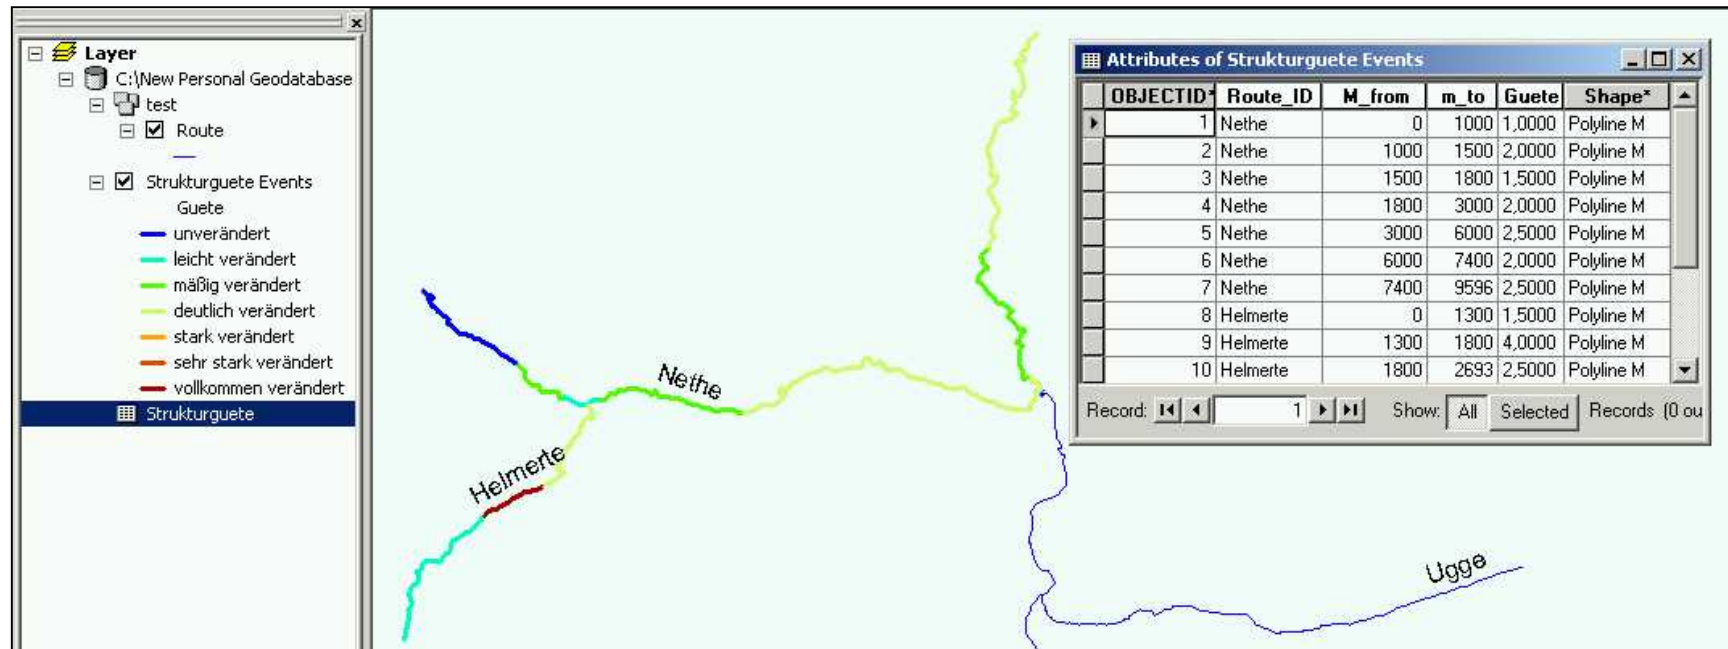 Layer
C:\New Personal Geodatabase
test
Route
Strukturguete Events
Guete
unverändert
leicht verändert
mäßig verändert
deutlich verändert
stark verändert
sehr stark verändert
vollkommen verändert
Strukturguete
Nethe
Helmerte
Ugge
Attributes of Strukturguete Events
OBJECTID* Route_ID M_from m_to Guete Shape*
1 Nethe 0 1000 1,0000 Polyline M
2 Nethe 1000 1500 2,0000 Polyline M
3 Nethe 1500 1800 1,5000 Polyline M
4 Nethe 1800 3000 2,0000 Polyline M
5 Nethe 3000 6000 2,5000 Polyline M
6 Nethe 6000 7400 2,0000 Polyline M
7 Nethe 7400 9596 2,5000 Polyline M
8 Helmerte 0 1300 1,5000 Polyline M
9 Helmerte 1300 1800 4,0000 Polyline M
10 Helmerte 1800 2693 2,5000 Polyline M
Record: 1 Show: All Selected Records (0 ou